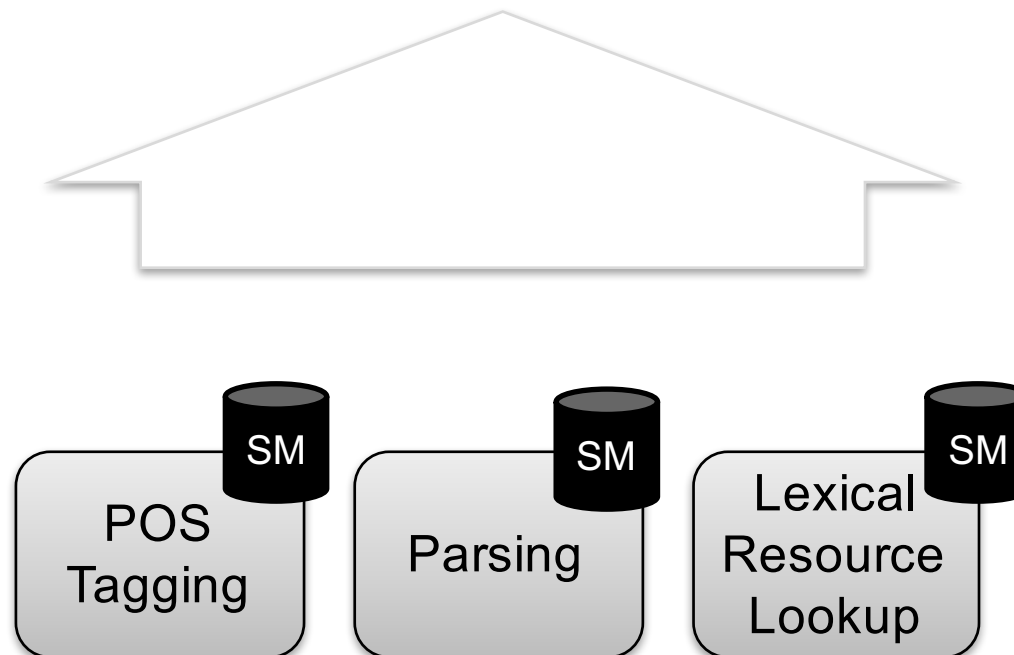 SM
SM
SM
POS
Tagging
Parsing
Lexical
Resource
Lookup